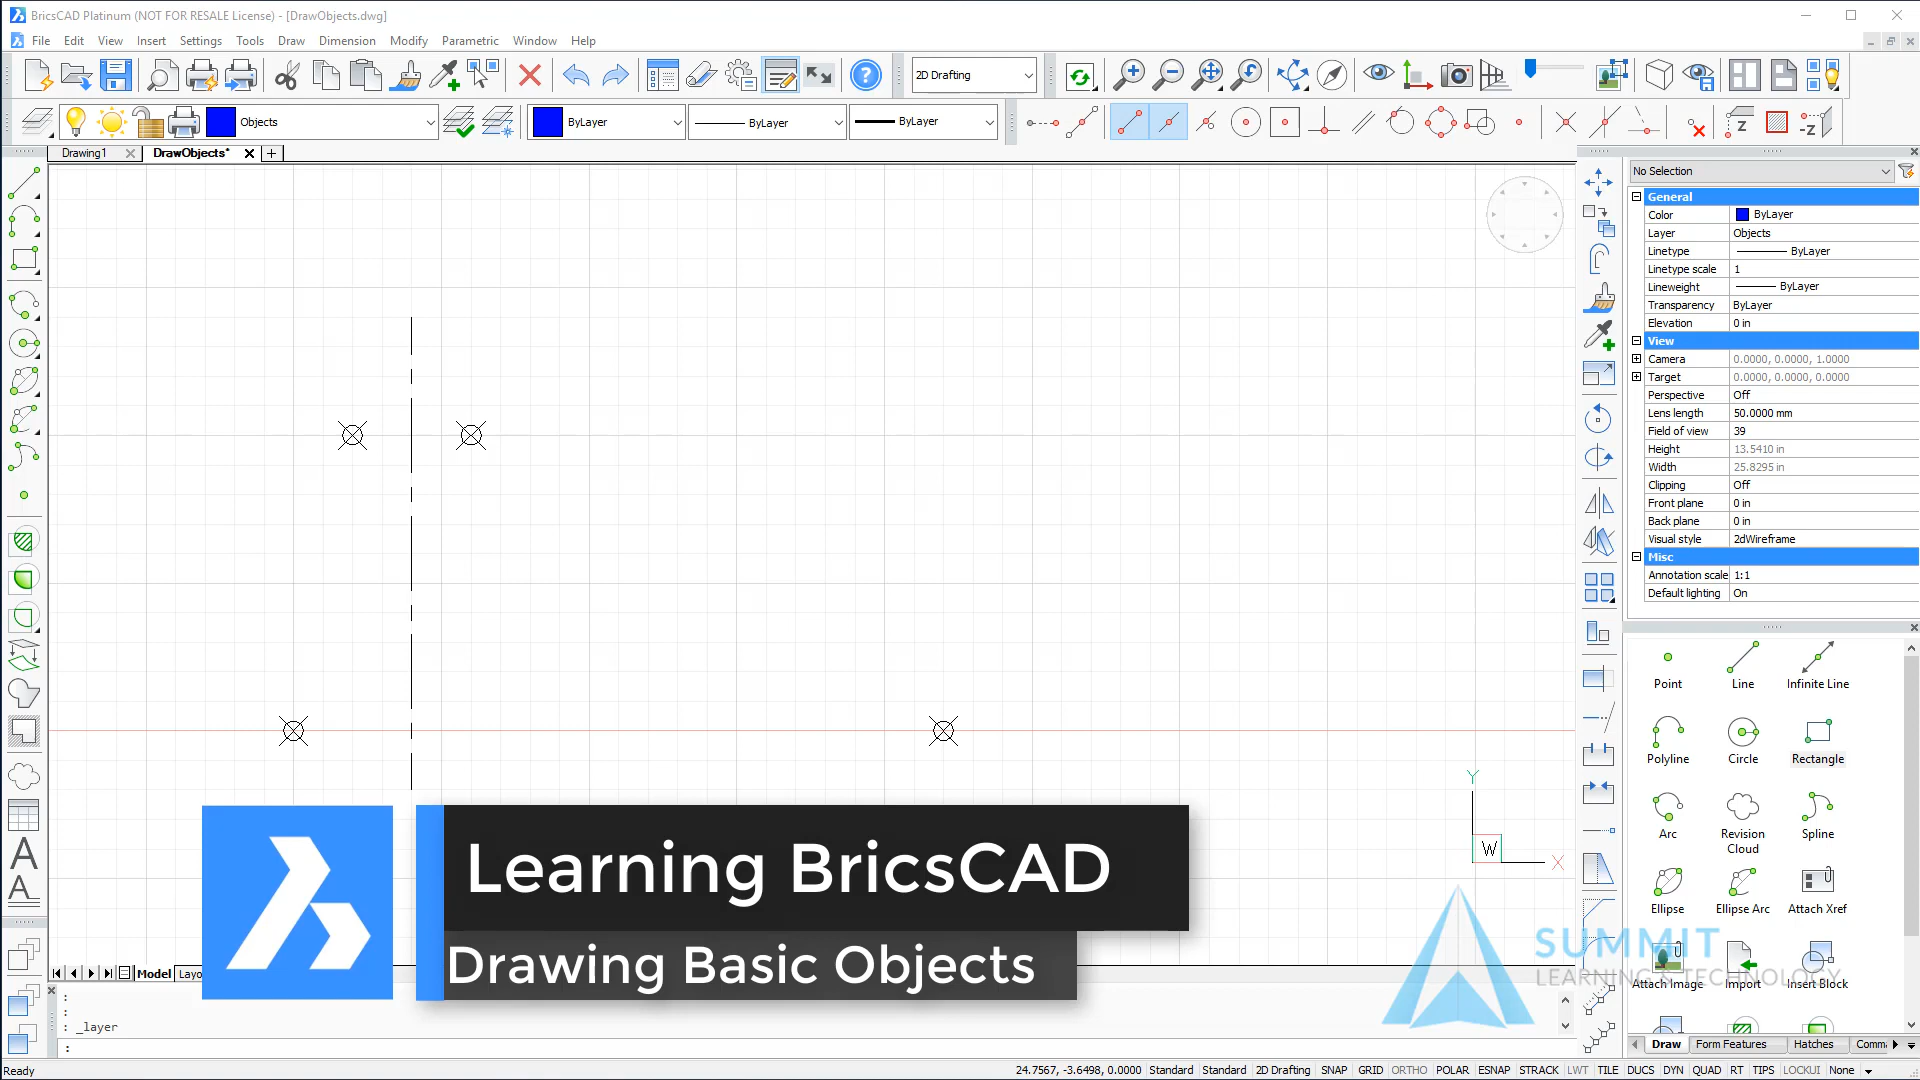 BricsCAD Platinum (NOT FOR RESALE License) - [DrawObjects.dwg]
File Edit View Insert Settings Tools Draw Dimension Modify Parametric Window Help
2D Drafting
Objects
ByLayer
ByLayer
ByLayer
Drawing1
DrawObjects*
No Selection
General
Color ByLayer
Layer Objects
Linetype ByLayer
Linetype scale 1
Lineweight ByLayer
Transparency ByLayer
Elevation 0 in
View
Camera 0.0000, 0.0000, 1.0000
Target 0.0000, 0.0000, 0.0000
Perspective Off
Lens length 50.0000 mm
Field of view 39
Height 13.5410 in
Width 25.8295 in
Clipping Off
Front plane 0 in
Back plane 0 in
Visual style 2dWireframe
Misc
Annotation scale 1:1
Default lighting On
Point Line Infinite Line
Polyline Circle Rectangle
Arc Revision Cloud Spline
Ellipse Ellipse Arc Attach Xref
Attach Image Import Insert Block
Draw Form Features Hatches Comma
Y
W
X
Learning BricsCAD
Drawing Basic Objects
SUMMIT
LEARNING & TECHNOLOGY
Model Layo
:
:
: _layer
:
Ready
24.7567, -3.6498, 0.0000 Standard Standard 2D Drafting SNAP GRID ORTHO POLAR ESNAP STRACK LWT TILE DUCS DYN QUAD RT TIPS LOCKUI None